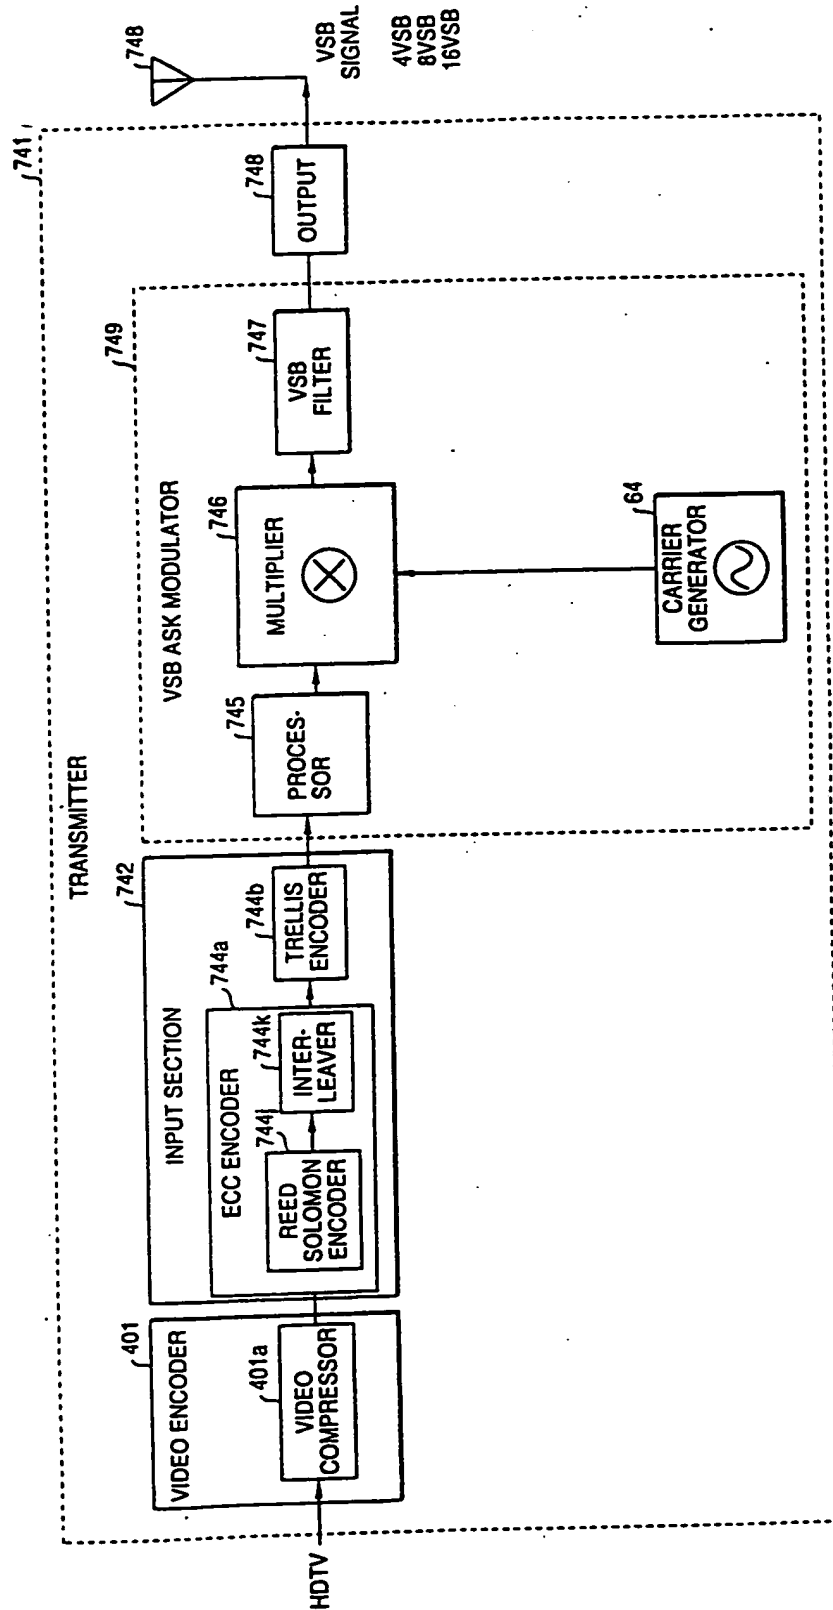 TRANSMITTER
741
HDTV
VIDEO ENCODER
401
401a
VIDEO
COMPRESSOR
INPUT SECTION
742
ECC ENCODER
744a
744j
REED
SOLOMON
ENCODER
744k
INTER-
LEAVER
744b
TRELLIS
ENCODER
VSB ASK MODULATOR
749
745
PROCES-
SOR
746
MULTIPLIER
747
VSB
FILTER
64
CARRIER
GENERATOR
748
OUTPUT
748
VSB
SIGNAL
4VSB
8VSB
16VSB